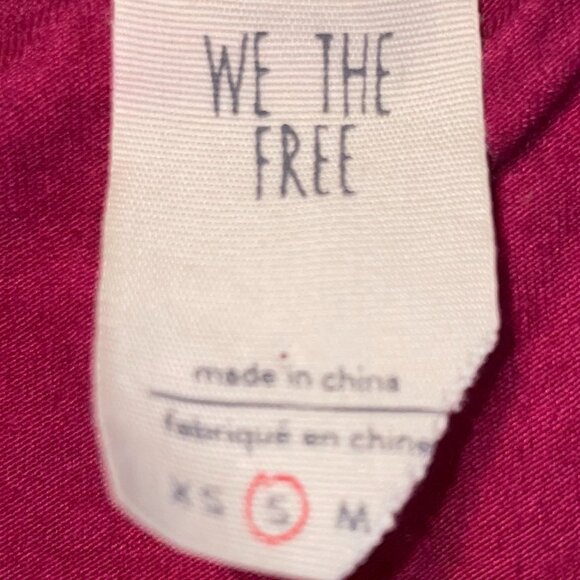 WE THE
FREE
made in china
fabriqué en chine
XS S M